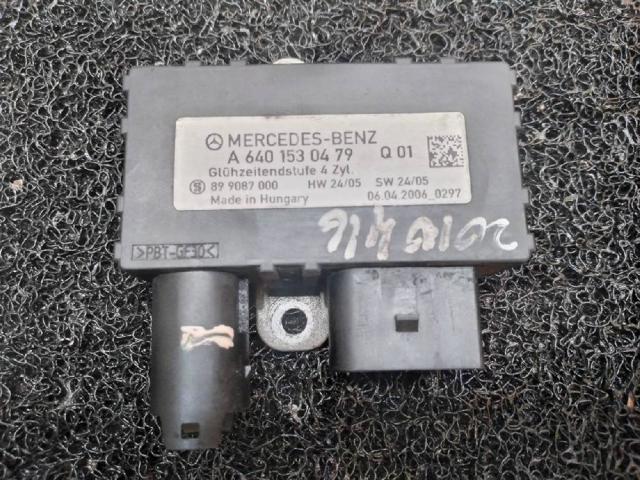 MERCEDES-BENZ
A 640 153 04 79 Q 01
Glühzeitendstufe 4 Zyl.
S 89 9087 000 HW 24/05 SW 24/05
Made in Hungary 06.04.2006_0297
>PBT-GF30<